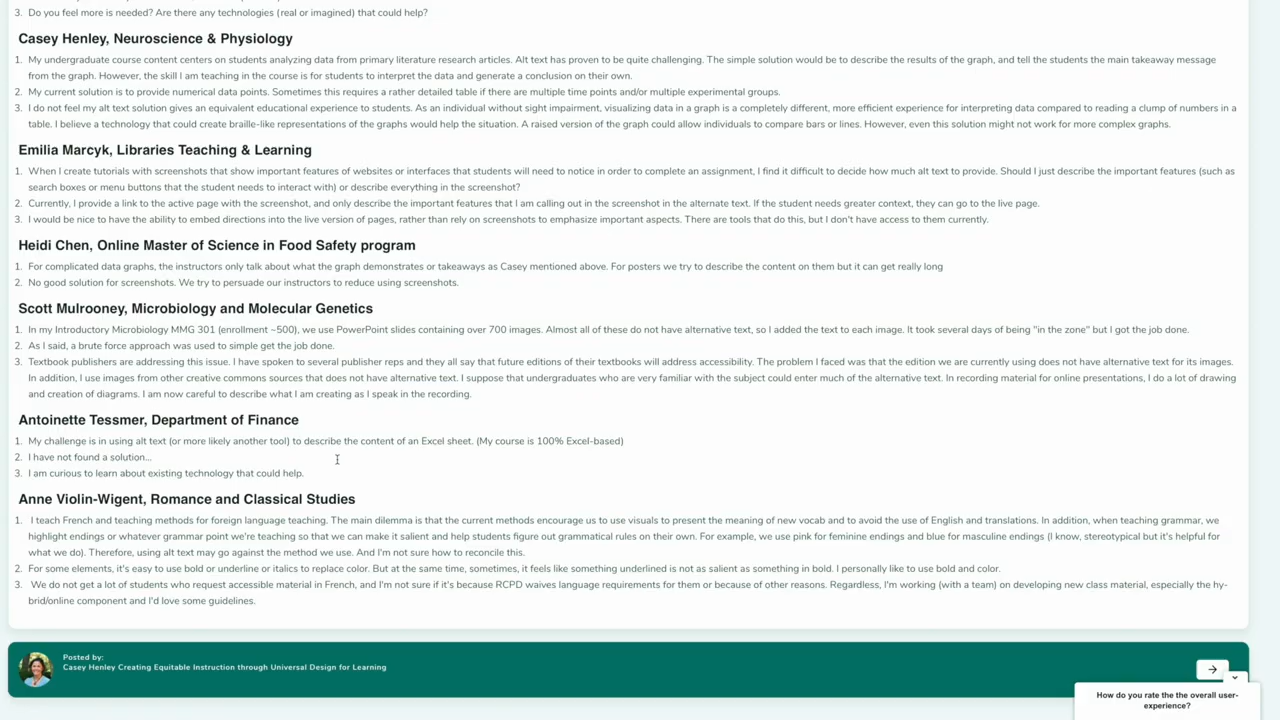 3. Do you feel more is needed? Are there any technologies (real or imagined) that could help?
Casey Henley, Neuroscience & Physiology
1. My undergraduate course content centers on students analyzing data from primary literature research articles. Alt text has proven to be quite challenging. The simple solution would be to describe the results of the graph, and tell the students the main takeaway message
from the graph. However, the skill I am teaching in the course is for students to interpret the data and generate a conclusion on their own.
2. My current solution is to provide numerical data points. Sometimes this requires a rather detailed table if there are multiple time points and/or multiple experimental groups.
3. I do not feel my alt text solution gives an equivalent educational experience to students. As an individual without sight impairment, visualizing data in a graph is a completely different, more efficient experience for interpreting data compared to reading a clump of numbers in a
table. I believe a technology that could create braille-like representations of the graphs would help the situation. A raised version of the graph could allow individuals to compare bars or lines. However, even this solution might not work for more complex graphs.
Emilia Marcyk, Libraries Teaching & Learning
1. When I create tutorials with screenshots that show important features of websites or interfaces that students will need to notice in order to complete an assignment, I find it difficult to decide how much alt text to provide. Should I just describe the important features (such as
search boxes or menu buttons that the student needs to interact with) or describe everything in the screenshot?
2. Currently, I provide a link to the active page with the screenshot, and only describe the important features that I am calling out in the screenshot in the alternate text. If the student needs greater context, they can go to the live page.
3. I would be nice to have the ability to embed directions into the live version of pages, rather than rely on screenshots to emphasize important aspects. There are tools that do this, but I don't have access to them currently.
Heidi Chen, Online Master of Science in Food Safety program
1. For complicated data graphs, the instructors only talk about what the graph demonstrates or takeaways as Casey mentioned above. For posters we try to describe the content on them but it can get really long
2. No good solution for screenshots. We try to persuade our instructors to reduce using screenshots.
Scott Mulrooney, Microbiology and Molecular Genetics
1. In my Introductory Microbiology MMG 301 (enrollment ~500), we use PowerPoint slides containing over 700 images. Almost all of these do not have alternative text, so I added the text to each image. It took several days of being "in the zone" but I got the job done.
2. As I said, a brute force approach was used to simple get the job done.
3. Textbook publishers are addressing this issue. I have spoken to several publisher reps and they all say that future editions of their textbooks will address accessibility. The problem I faced was that the edition we are currently using does not have alternative text for its images.
In addition, I use images from other creative commons sources that does not have alternative text. I suppose that undergraduates who are very familiar with the subject could enter much of the alternative text. In recording material for online presentations, I do a lot of drawing
and creation of diagrams. I am now careful to describe what I am creating as I speak in the recording.
Antoinette Tessmer, Department of Finance
1. My challenge is in using alt text (or more likely another tool) to describe the content of an Excel sheet. (My course is 100% Excel-based)
2. I have not found a solution...
3. I am curious to learn about existing technology that could help.
Anne Violin-Wigent, Romance and Classical Studies
1. I teach French and teaching methods for foreign language teaching. The main dilemma is that the current methods encourage us to use visuals to present the meaning of new vocab and to avoid the use of English and translations. In addition, when teaching grammar, we
highlight endings or whatever grammar point we're teaching so that we can make it salient and help students figure out grammatical rules on their own. For example, we use pink for feminine endings and blue for masculine endings (I know, stereotypical but it's helpful for
what we do). Therefore, using alt text may go against the method we use. And I'm not sure how to reconcile this.
2. For some elements, it's easy to use bold or underline or italics to replace color. But at the same time, sometimes, it feels like something underlined is not as salient as something in bold. I personally like to use bold and color.
3. We do not get a lot of students who request accessible material in French, and I'm not sure if it's because RCPD waives language requirements for them or because of other reasons. Regardless, I'm working (with a team) on developing new class material, especially the hy-
brid/online component and I'd love some guidelines.
Posted by:
Casey Henley Creating Equitable Instruction through Universal Design for Learning
How do you rate the the overall user-
experience?